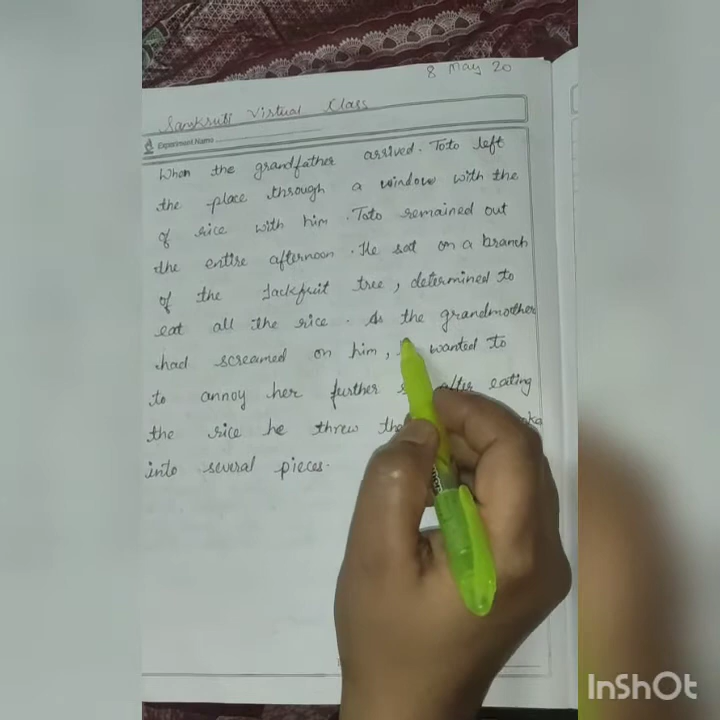 8 May 20
Sanskruti Virtual Class
Experiment Name
When the grandfather arrived. Toto left
the place through a window with the
of rice with him. Toto remained out
the entire afternoon. He sat on a branch
of the Jackfruit tree, determined to
eat all the rice. As the grandmother
had screamed on him, wanted to
to annoy her further after eating
the rice he threw the
into several pieces.
InShOt